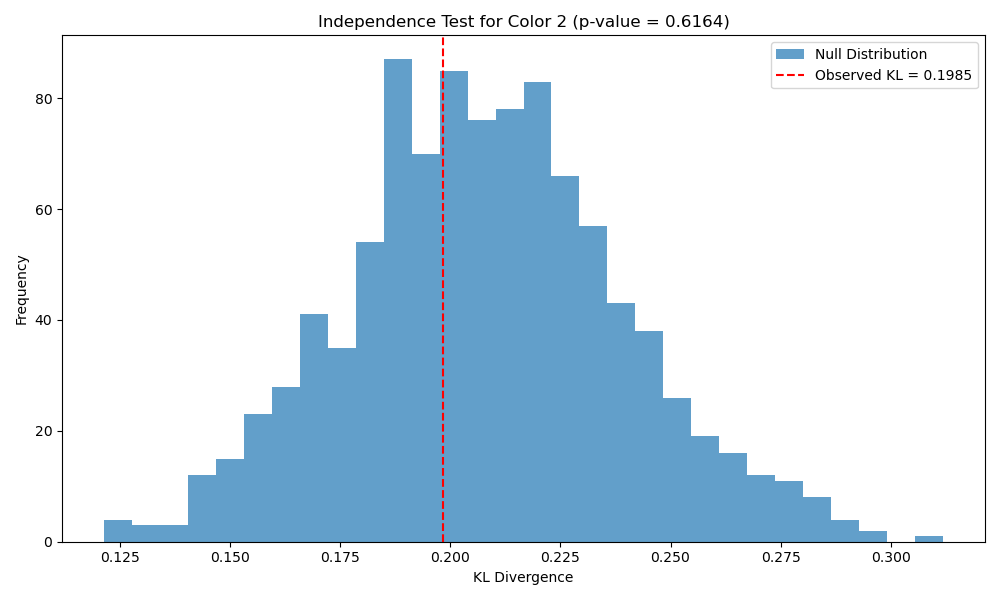 Independence Test for Color 2 (p-value = 0.6164)
Null Distribution
Observed KL = 0.1985
Frequency
80
60
40
20
0
0.125 0.150 0.175 0.200 0.225 0.250 0.275 0.300
KL Divergence